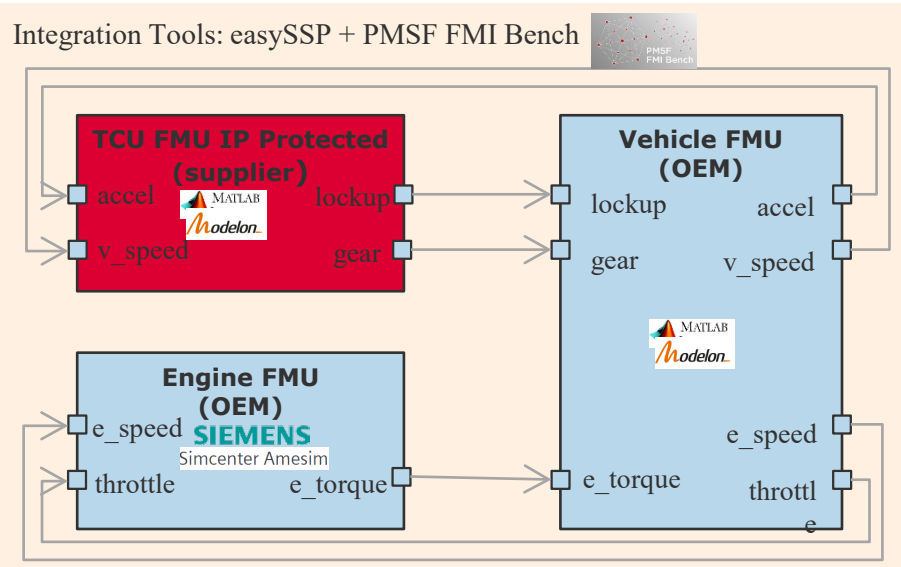 Integration Tools: easySSP + PMSF FMI Bench
PMSF
FMI Bench
TCU FMU IP Protected
(supplier)
accel
MATLAB
Modelon
lockup
v_speed
gear
Vehicle FMU
(OEM)
lockup
accel
gear
v_speed
MATLAB
Modelon
e_speed
e_torque
throttl
e
Engine FMU
(OEM)
e_speed
SIEMENS
Simcenter Amesim
throttle
e_torque